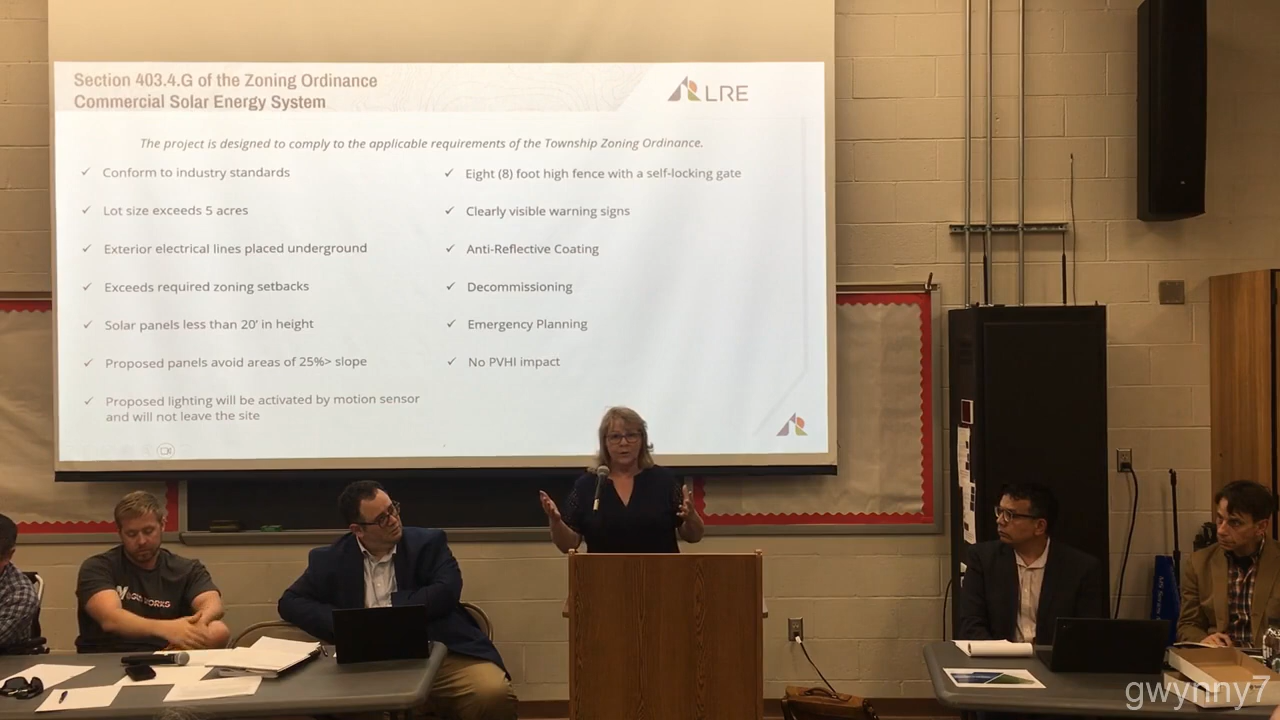 Section 403.4.G of the Zoning Ordinance
Commercial Solar Energy System
LRE
The project is designed to comply to the applicable requirements of the Township Zoning Ordinance.
✓ Conform to industry standards
✓ Lot size exceeds 5 acres
✓ Exterior electrical lines placed underground
✓ Exceeds required zoning setbacks
✓ Solar panels less than 20' in height
✓ Proposed panels avoid areas of 25%> slope
✓ Proposed lighting will be activated by motion sensor
and will not leave the site
✓ Eight (8) foot high fence with a self-locking gate
✓ Clearly visible warning signs
✓ Anti-Reflective Coating
✓ Decommissioning
✓ Emergency Planning
✓ No PVHI impact
gwynny7